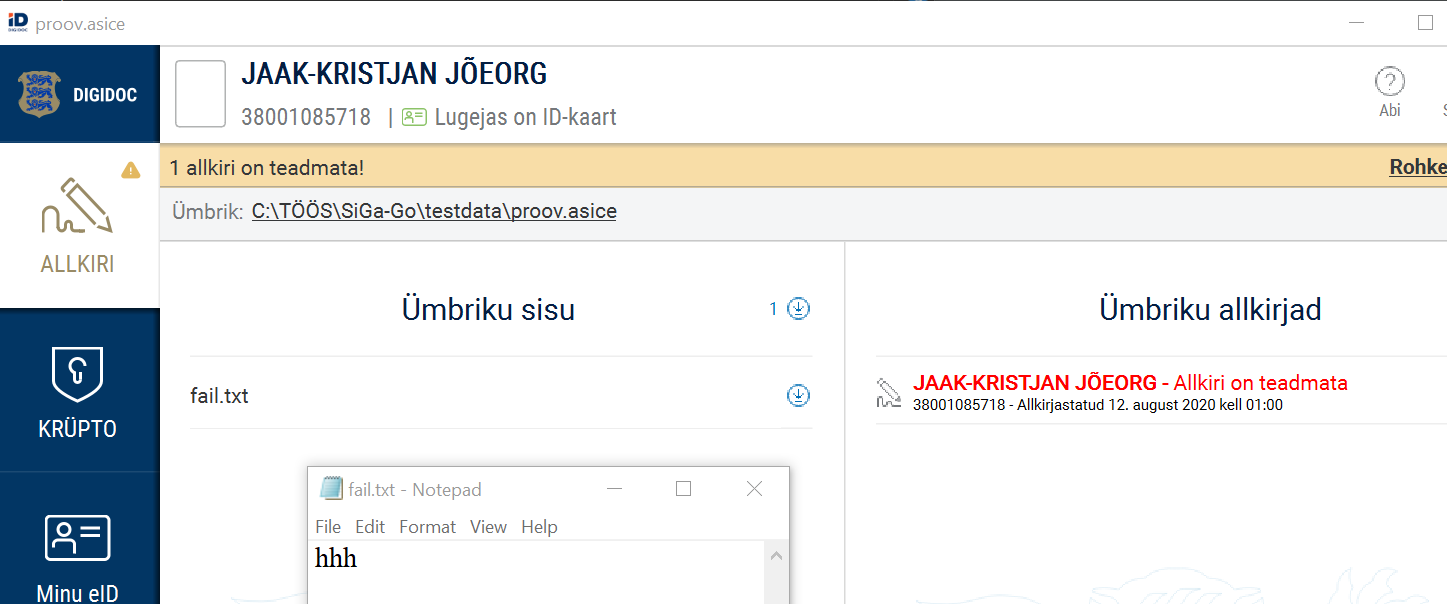 iD DIGIDOC proov.asice
DIGIDOC
JAAK-KRISTJAN JÕEORG
38001085718 | Lugejas on ID-kaart
Abi
1 allkiri on teadmata!
Ümbrik: C:\TÖÖS\SiGa-Go\testdata\proov.asice
ALLKIRI
KRÜPTO
Minu eID
Ümbriku sisu
1
fail.txt
Ümbriku allkirjad
JAAK-KRISTJAN JÕEORG - Allkiri on teadmata
38001085718 - Allkirjastatud 12. august 2020 kell 01:00
fail.txt - Notepad
File Edit Format View Help
hhh